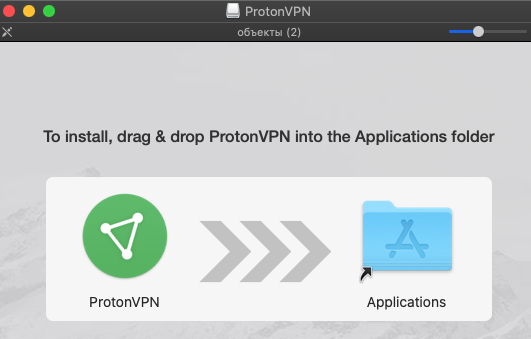 ProtonVPN
объекты (2)
To install, drag & drop ProtonVPN into the Applications folder
ProtonVPN
Applications